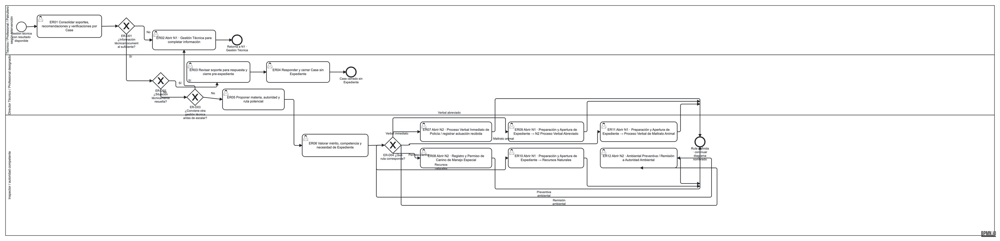 Técnico / Profesional / Patrullero
según intervención
Gestión técnica
con resultado
disponible
ER01 Consolidar soportes,
recomendaciones y verificaciones por
Case
ER-D01
¿Información
técnica/document
al suficiente?
No
Sí
ER02 Abrir N1 · Gestión Técnica para
completar información
Retorna a N1 ·
Gestión Técnica
Director Técnico / Profesional designado
ER-D02
¿Situación
técnicamente
resuelta?
Sí
No
ER03 Revisar soporte para respuesta y
cierre pre-expediente
ER04 Responder y cerrar Case sin
Expediente
Case cerrado sin
Expediente
Sí
ER-D03
¿Conviene otra
gestión técnica
antes de escalar?
No
ER05 Proponer materia, autoridad y
ruta potencial
Inspector / autoridad competente
ER06 Valorar mérito, competencia y
necesidad de Expediente
ER-D04 ¿Qué
ruta corresponde?
Verbal abreviado
Verbal inmediato
Maltrato animal
Permiso canino
Recursos
naturales
Preventiva
ambiental
Remisión
ambiental
ER07 Abrir N2 · Proceso Verbal Inmediato de
Policía / registrar actuación recibida
ER09 Abrir N1 · Preparación y Apertura de
Expediente → N2 Proceso Verbal Abreviado
ER11 Abrir N1 · Preparación y Apertura de
Expediente → Proceso Verbal de Maltrato Animal
ER08 Abrir N2 · Registro y Permiso de
Canino de Manejo Especial
ER10 Abrir N1 · Preparación y Apertura de
Expediente → Recursos Naturales
ER12 Abrir N2 · Ambiental Preventiva / Remisión
a Autoridad Ambiental
Ruta definida
· continuar
diagrama
nombrado
BPMN.iO